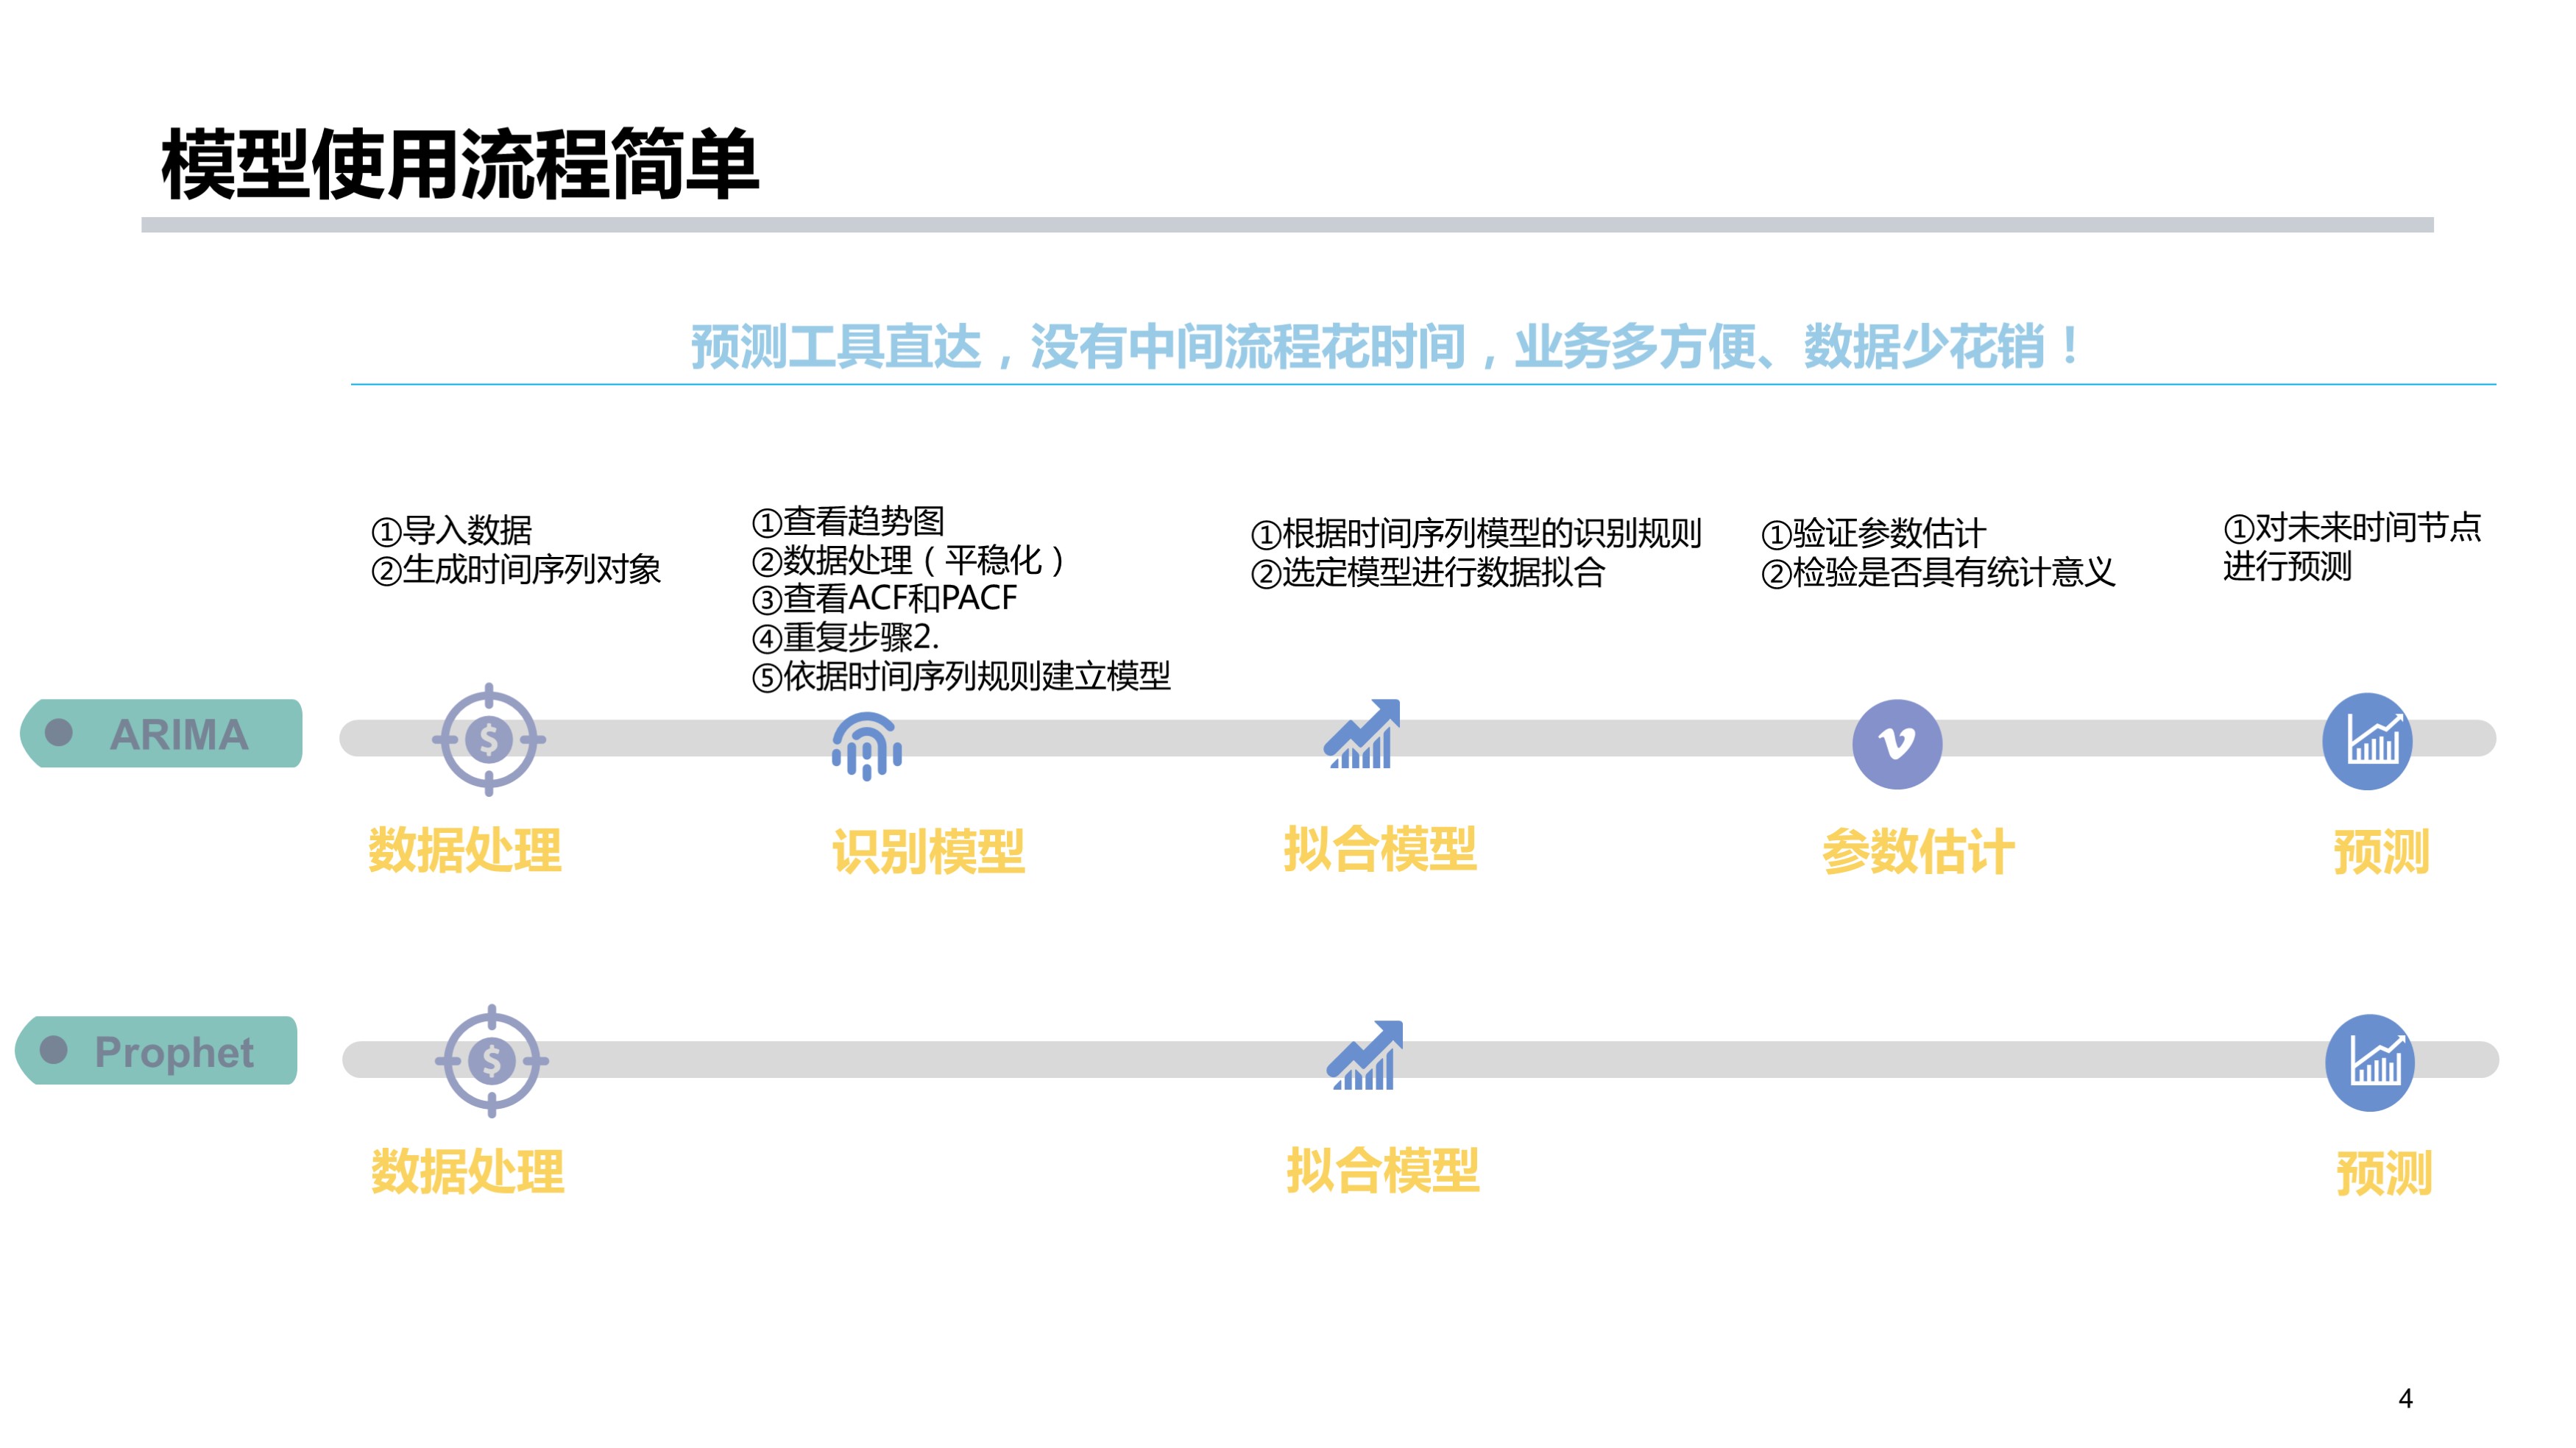 模型使用流程简单
预测工具直达，没有中间流程花时间，业务多方便、数据少花销！
①导入数据
②生成时间序列对象
①查看趋势图
②数据处理（平稳化）
③查看ACF和PACF
④重复步骤2.
⑤依据时间序列规则建立模型
①根据时间序列模型的识别规则
②选定模型进行数据拟合
①验证参数估计
②检验是否具有统计意义
①对未来时间节点
进行预测
ARIMA
数据处理
识别模型
拟合模型
参数估计
预测
Prophet
数据处理
拟合模型
预测
4